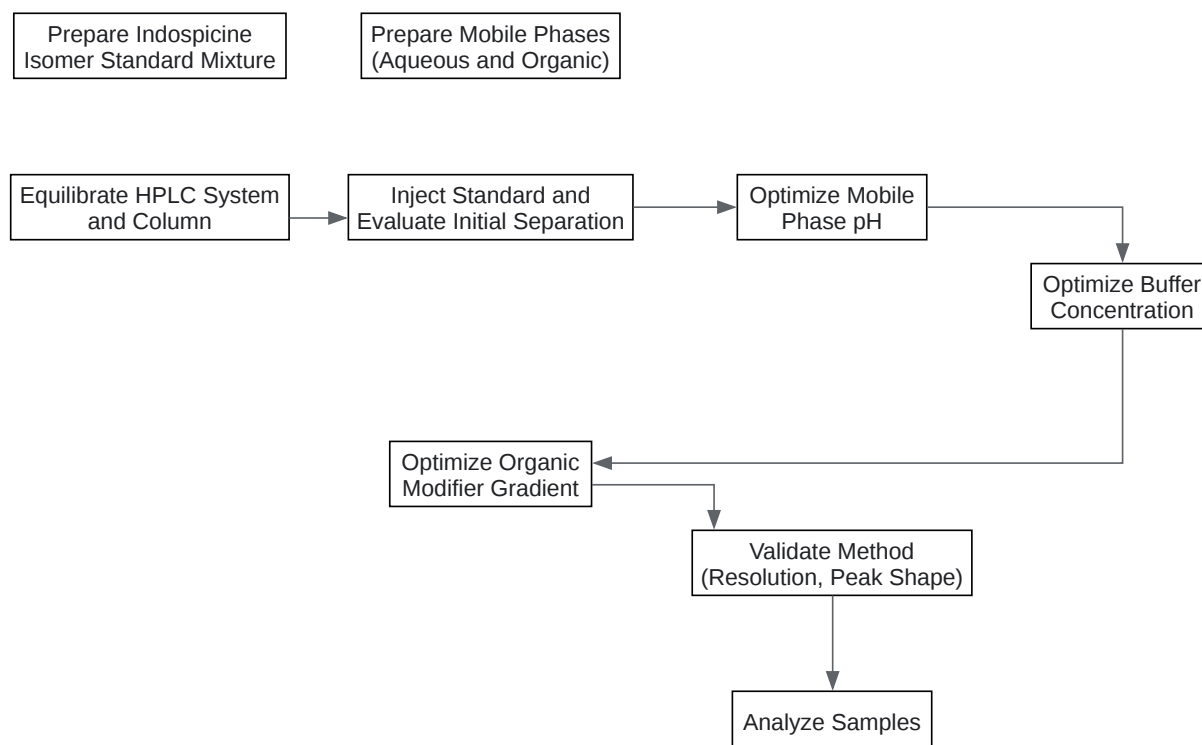 Prepare Indospicine
Isomer Standard Mixture
Prepare Mobile Phases
(Aqueous and Organic)
Equilibrate HPLC System
and Column
Inject Standard and
Evaluate Initial Separation
Optimize Mobile
Phase pH
Optimize Buffer
Concentration
Optimize Organic
Modifier Gradient
Validate Method
(Resolution, Peak Shape)
Analyze Samples